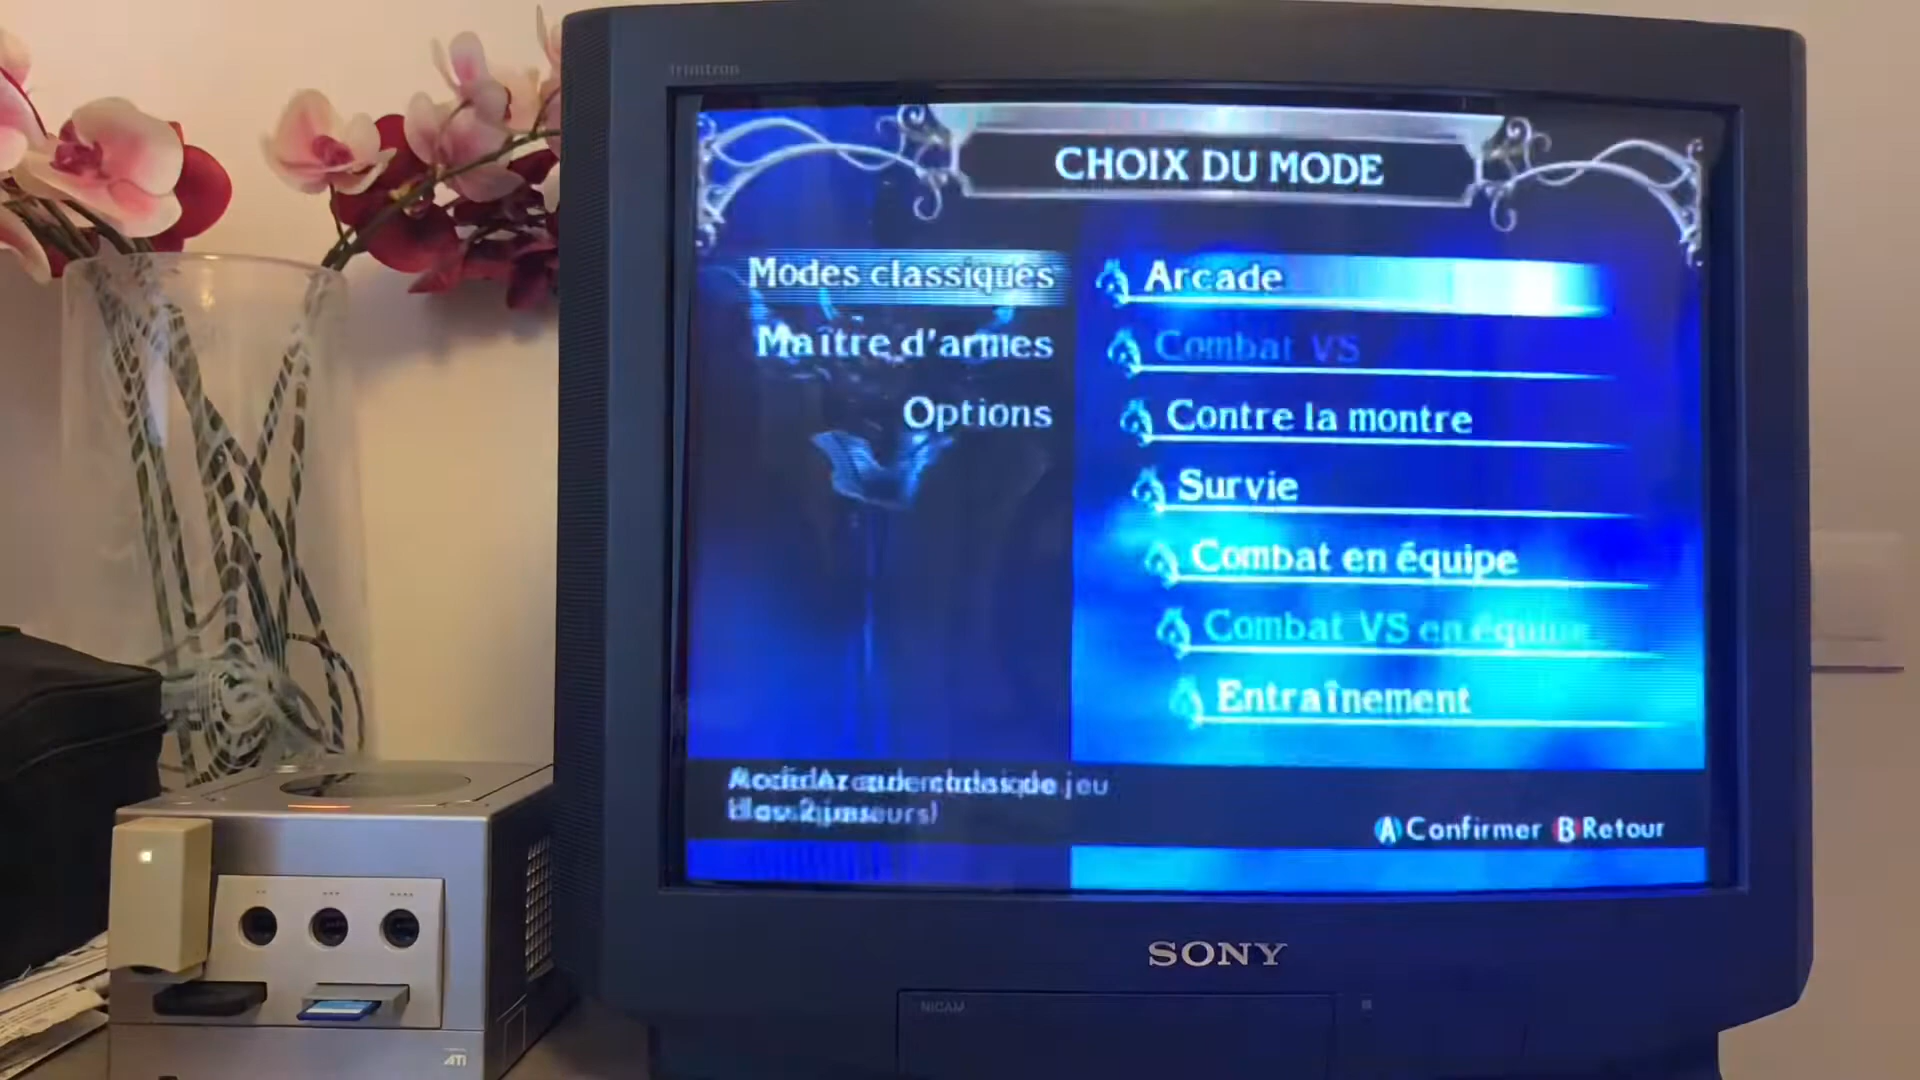 trinitron
CHOIX DU MODE
Modes classiques
Maître d'armes
Options
Arcade
Combat VS
Contre la montre
Survie
Combat en équipe
Combat VS en équipe
Entraînement
A Confirmer B Retour
SONY
NICAM
ATI